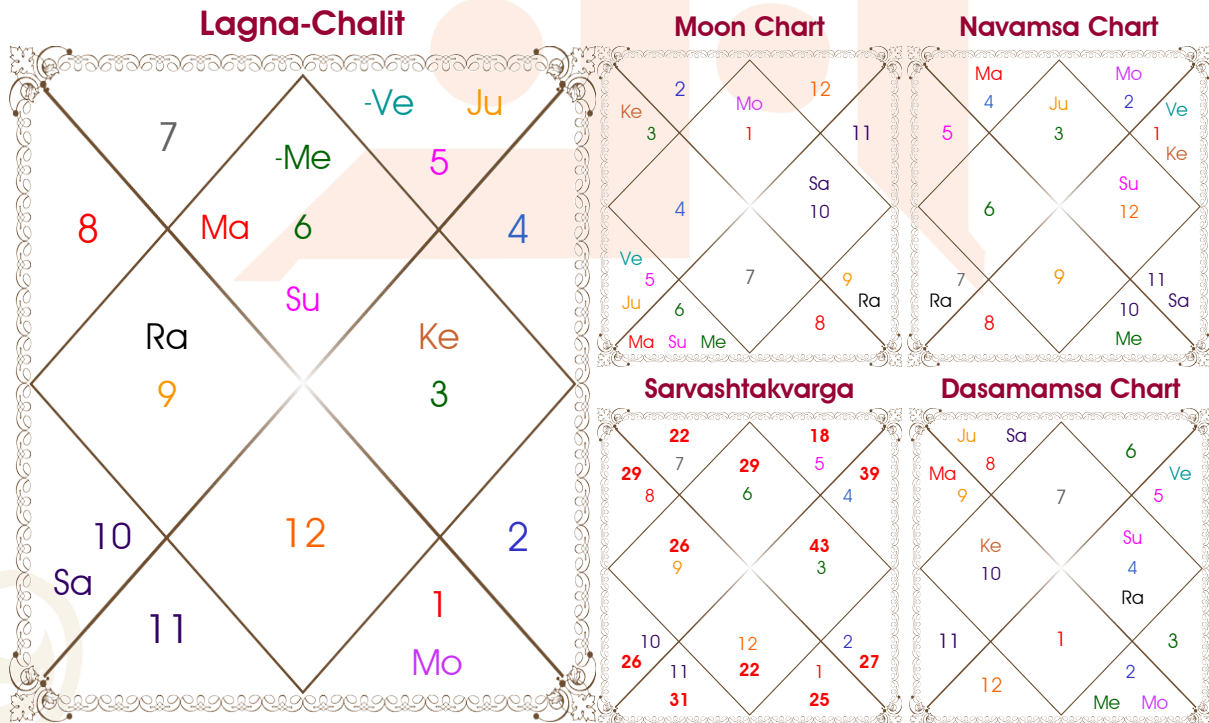 Lagna-Chalit
-Ve Ju
7
-Me
5
8 Ma 6 4
Su
Ra Ke
9 3
10 12 2
Sa
1
11
Mo
Moon Chart
2 Mo 12
Ke
3 1 11
Sa
4 10
Ve
5 7 9
Ju Ra
6 8
Ma Su Me
Navamsa Chart
Ma Mo
4 Ju 2 Ve
5 3 1
Ke
Su
6 12
7 9 11
Ra Sa
8 10
Me
Sarvashtakvarga
22 18
7 29 5
29 39
8 6 4
26 43
9 3
10 12 2
26 22 27
11 1
31 25
Dasamamsa Chart
Ju Sa 6
8
Ma Ve
9 7 5
Ke Su
10 4
Ra
11 1 3
12 2
Me Mo